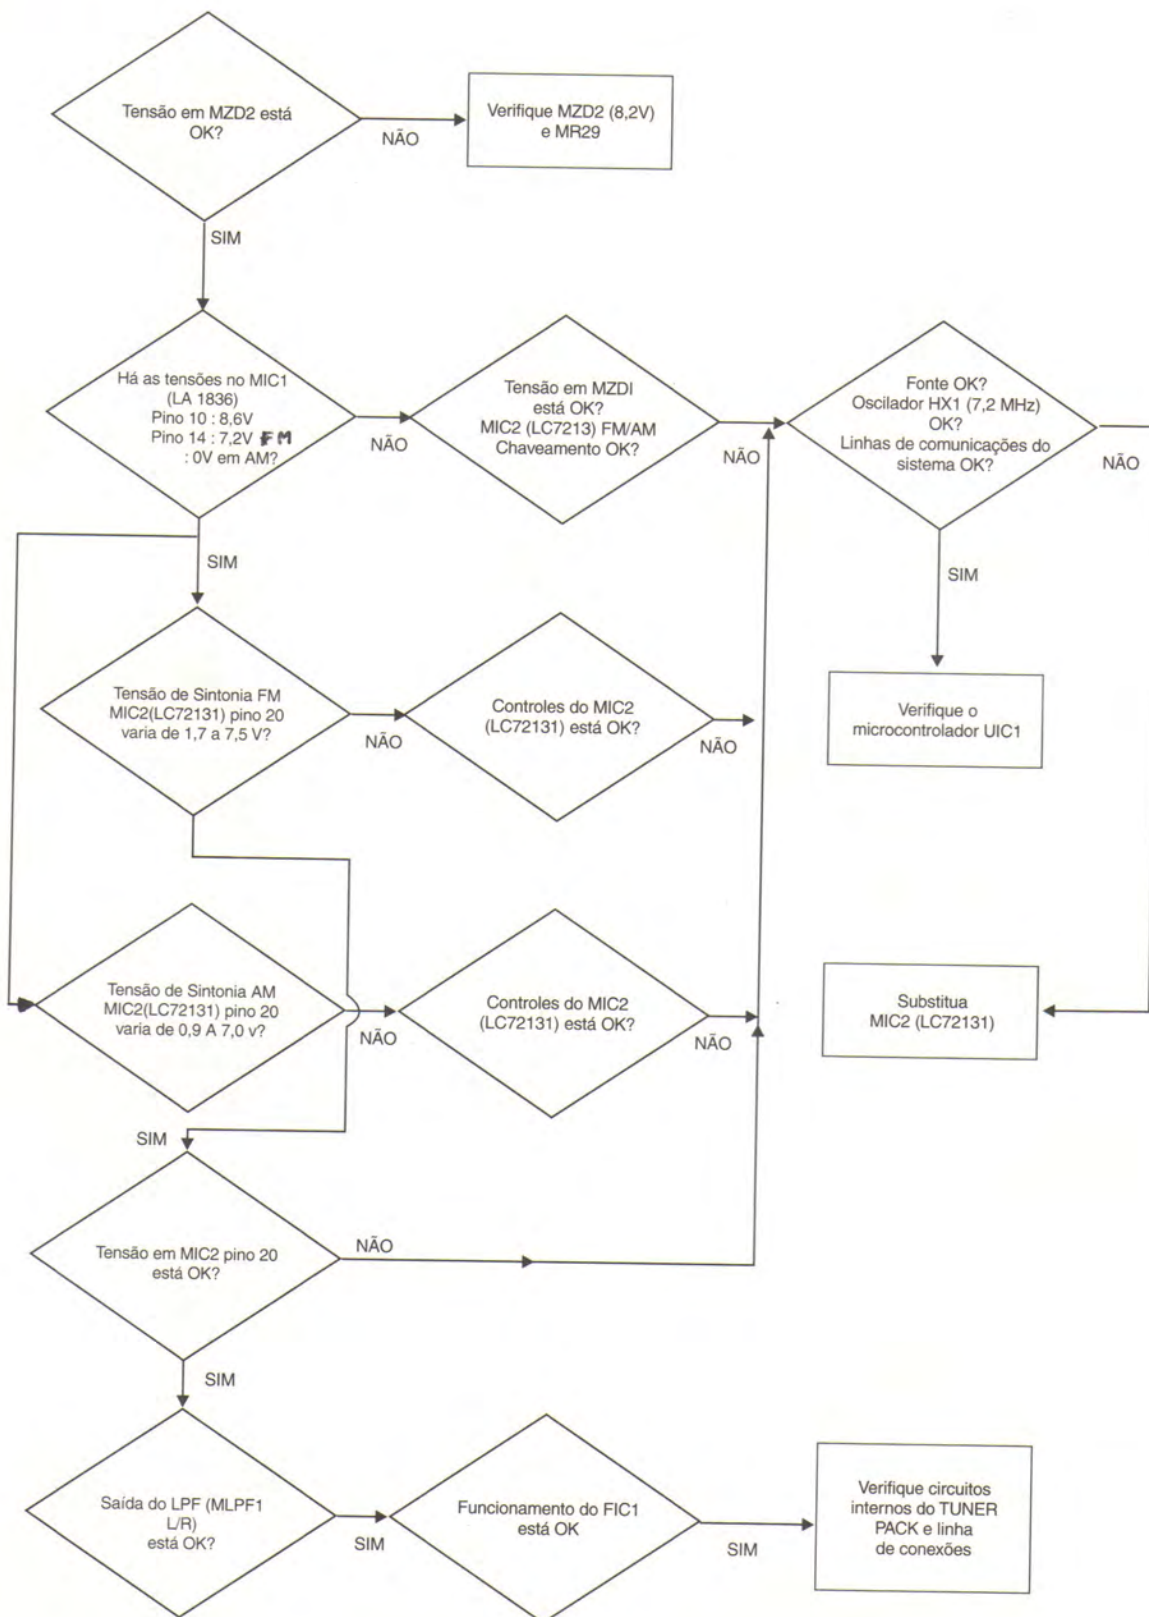 Tensão em MZD2 está
OK?
NÃO
Verifique MZD2 (8,2V)
e MR29
SIM
Há as tensões no MIC1
(LA 1836)
Pino 10 : 8,6V
Pino 14 : 7,2V FM
: 0V em AM?
NÃO
Tensão em MZDI
está OK?
MIC2 (LC7213) FM/AM
Chaveamento OK?
NÃO
Fonte OK?
Oscilador HX1 (7,2 MHz)
OK?
Linhas de comunicações do
sistema OK?
NÃO
SIM
SIM
Tensão de Sintonia FM
MIC2(LC72131) pino 20
varia de 1,7 a 7,5 V?
NÃO
Controles do MIC2
(LC72131) está OK?
NÃO
Verifique o
microcontrolador UIC1
Tensão de Sintonia AM
MIC2(LC72131) pino 20
varia de 0,9 A 7,0 v?
NÃO
Controles do MIC2
(LC72131) está OK?
NÃO
Substitua
MIC2 (LC72131)
SIM
Tensão em MIC2 pino 20
está OK?
NÃO
SIM
Saída do LPF (MLPF1
L/R)
está OK?
SIM
Funcionamento do FIC1
está OK
SIM
Verifique circuitos
internos do TUNER
PACK e linha
de conexões